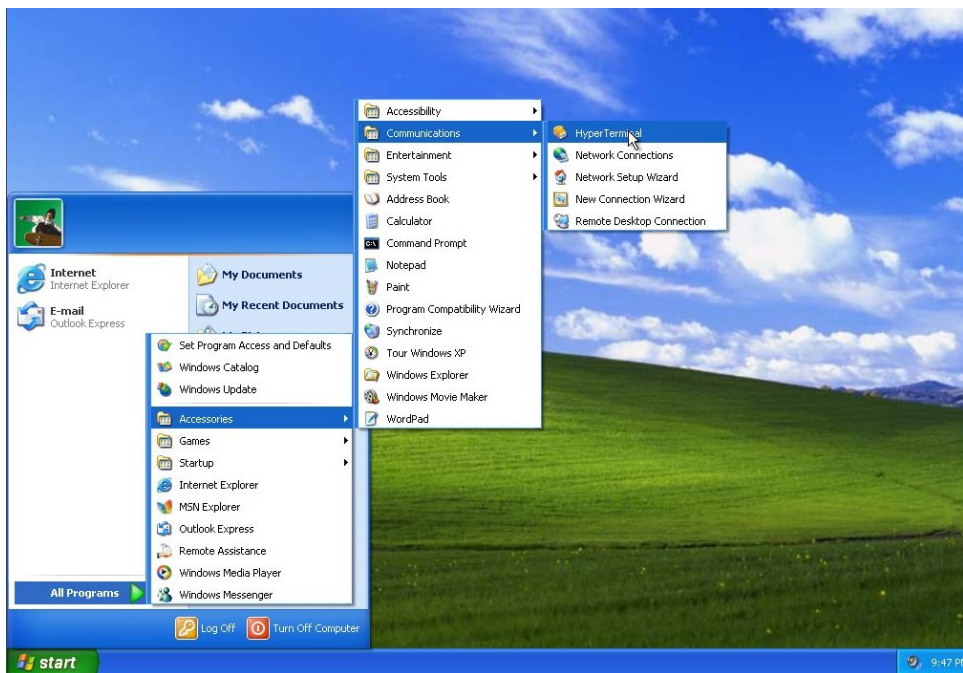 Internet
Internet Explorer
E-mail
Outlook Express
All Programs
My Documents
My Recent Documents
Set Program Access and Defaults
Windows Catalog
Windows Update
Accessories
Games
Startup
Internet Explorer
MSN Explorer
Outlook Express
Remote Assistance
Windows Media Player
Windows Messenger
Accessibility
Communications
Entertainment
System Tools
Address Book
Calculator
Command Prompt
Notepad
Paint
Program Compatibility Wizard
Synchronize
Tour Windows XP
Windows Explorer
Windows Movie Maker
WordPad
HyperTerminal
Network Connections
Network Setup Wizard
New Connection Wizard
Remote Desktop Connection
Log Off
Turn Off Computer
start
9:47 PM